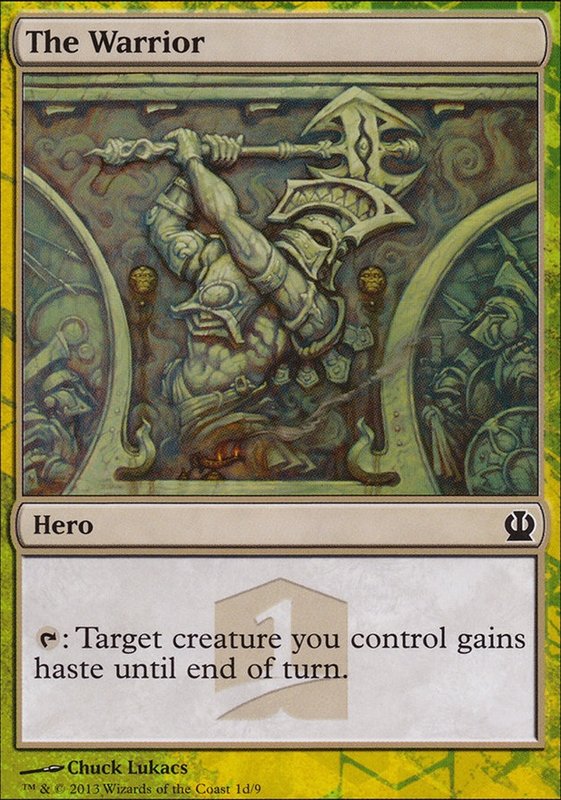 The Warrior
Hero
1
: Target creature you control gains
haste until end of turn.
Chuck Lukacs
™ & © 2013 Wizards of the Coast 1d/9